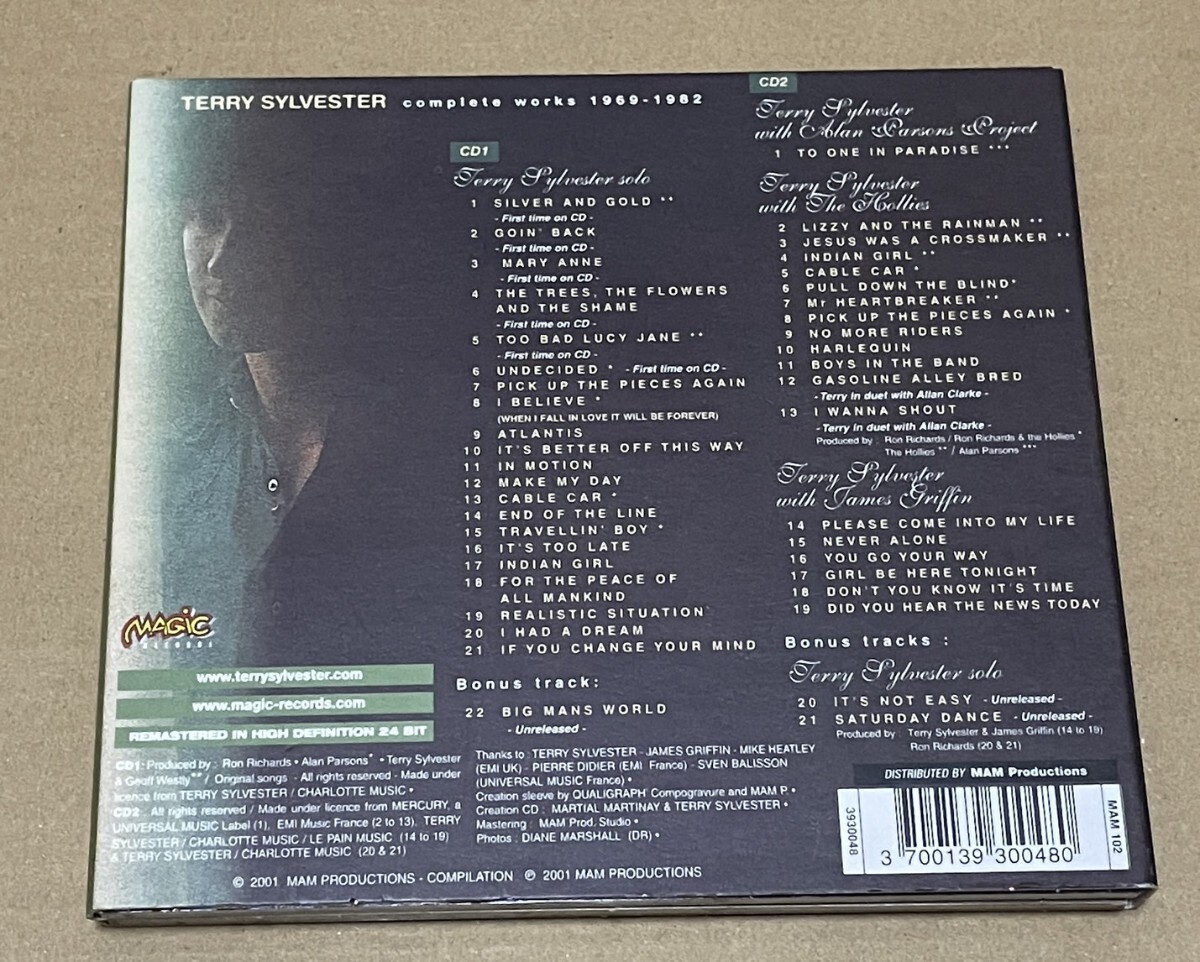 TERRY SYLVESTER complete works 1969-1982
CD1
Terry Sylvester solo
1 SILVER AND GOLD **
- First time on CD -
2 GOIN' BACK
- First time on CD -
3 MARY ANNE
- First time on CD -
4 THE TREES, THE FLOWERS
AND THE SHAME
- First time on CD -
5 TOO BAD LUCY JANE **
- First time on CD -
6 UNDECIDED * - First time on CD -
7 PICK UP THE PIECES AGAIN
8 I BELIEVE *
(WHEN I FALL IN LOVE IT WILL BE FOREVER)
9 ATLANTIS
10 IT'S BETTER OFF THIS WAY
11 IN MOTION
12 MAKE MY DAY
13 CABLE CAR *
14 END OF THE LINE
15 TRAVELLIN' BOY *
16 IT'S TOO LATE
17 INDIAN GIRL
18 FOR THE PEACE OF
ALL MANKIND
19 REALISTIC SITUATION*
20 I HAD A DREAM
21 IF YOU CHANGE YOUR MIND
Bonus track:
22 BIG MANS WORLD
- Unreleased -
CD2
Terry Sylvester
with Alan Parsons Project
1 TO ONE IN PARADISE ***
Terry Sylvester
with The Hollies
2 LIZZY AND THE RAINMAN **
3 JESUS WAS A CROSSMAKER **
4 INDIAN GIRL **
5 CABLE CAR *
6 PULL DOWN THE BLIND*
7 Mr HEARTBREAKER **
8 PICK UP THE PIECES AGAIN *
9 NO MORE RIDERS
10 HARLEQUIN
11 BOYS IN THE BAND
12 GASOLINE ALLEY BRED
- Terry in duet with Allan Clarke -
13 I WANNA SHOUT
- Terry in duet with Allan Clarke -
Produced by : Ron Richards / Ron Richards & the Hollies *
The Hollies ** / Alan Parsons ***
Terry Sylvester
with James Griffin
14 PLEASE COME INTO MY LIFE
15 NEVER ALONE
16 YOU GO YOUR WAY
17 GIRL BE HERE TONIGHT
18 DON'T YOU KNOW IT'S TIME
19 DID YOU HEAR THE NEWS TODAY
Bonus tracks :
Terry Sylvester solo
20 IT'S NOT EASY - Unreleased -
21 SATURDAY DANCE - Unreleased -
Produced by : Terry Sylvester & James Griffin (14 to 19)
Ron Richards (20 & 21)
MAGIC
RECORDS
www.terrysylvester.com
www.magic-records.com
REMASTERED IN HIGH DEFINITION 24 BIT
CD1: Produced by : Ron Richards • Alan Parsons* • Terry Sylvester
& Geoff Westly** / Original songs - All rights reserved - Made under
licence from TERRY SYLVESTER / CHARLOTTE MUSIC •
CD2 : All rights reserved / Made under licence from MERCURY, a
UNIVERSAL MUSIC Label (1), EMI Music France (2 to 13). TERRY
SYLVESTER / CHARLOTTE MUSIC / LE PAIN MUSIC (14 to 19)
& TERRY SYLVESTER / CHARLOTTE MUSIC (20 & 21)
Thanks to : TERRY SYLVESTER - JAMES GRIFFIN - MIKE HEATLEY
(EMI UK) - PIERRE DIDIER (EMI France) - SVEN BALISSON
(UNIVERSAL MUSIC France) •
Creation sleeve by QUALIGRAPH' Compogravure and MAM P. •
Creation CD : MARTIAL MARTINAY & TERRY SYLVESTER •
Mastering : MAM Prod. Studio •
Photos : DIANE MARSHALL (DR) •
© 2001 MAM PRODUCTIONS - COMPILATION ℗ 2001 MAM PRODUCTIONS
DISTRIBUTED BY MAM Productions
3930048
3 700139 300480
MAM 102